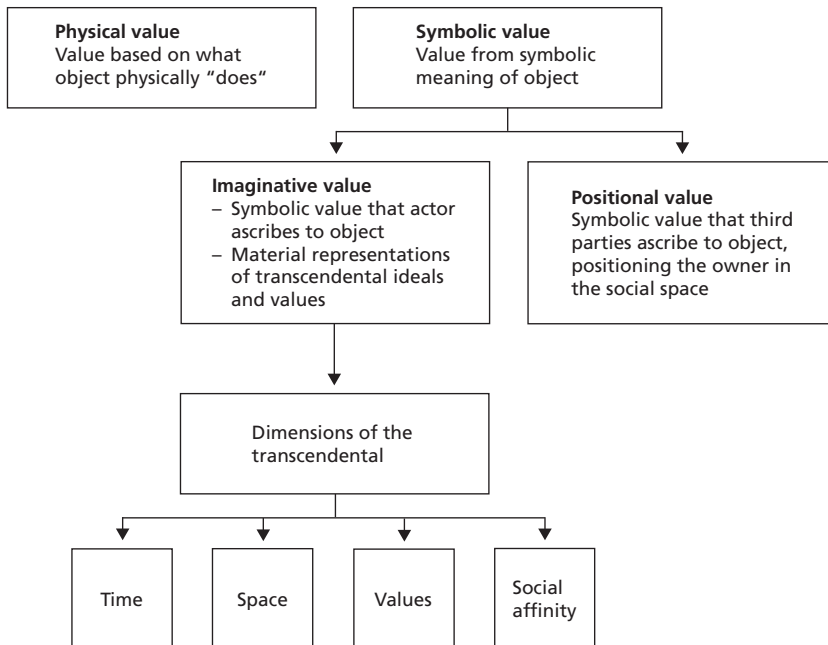 Physical value
Value based on what
object physically “does“
Symbolic value
Value from symbolic
meaning of object
Imaginative value
– Symbolic value that actor
ascribes to object
– Material representations
of transcendental ideals
and values
Positional value
Symbolic value that third
parties ascribe to object,
positioning the owner in
the social space
Dimensions of the
transcendental
Time
Space
Values
Social
affinity